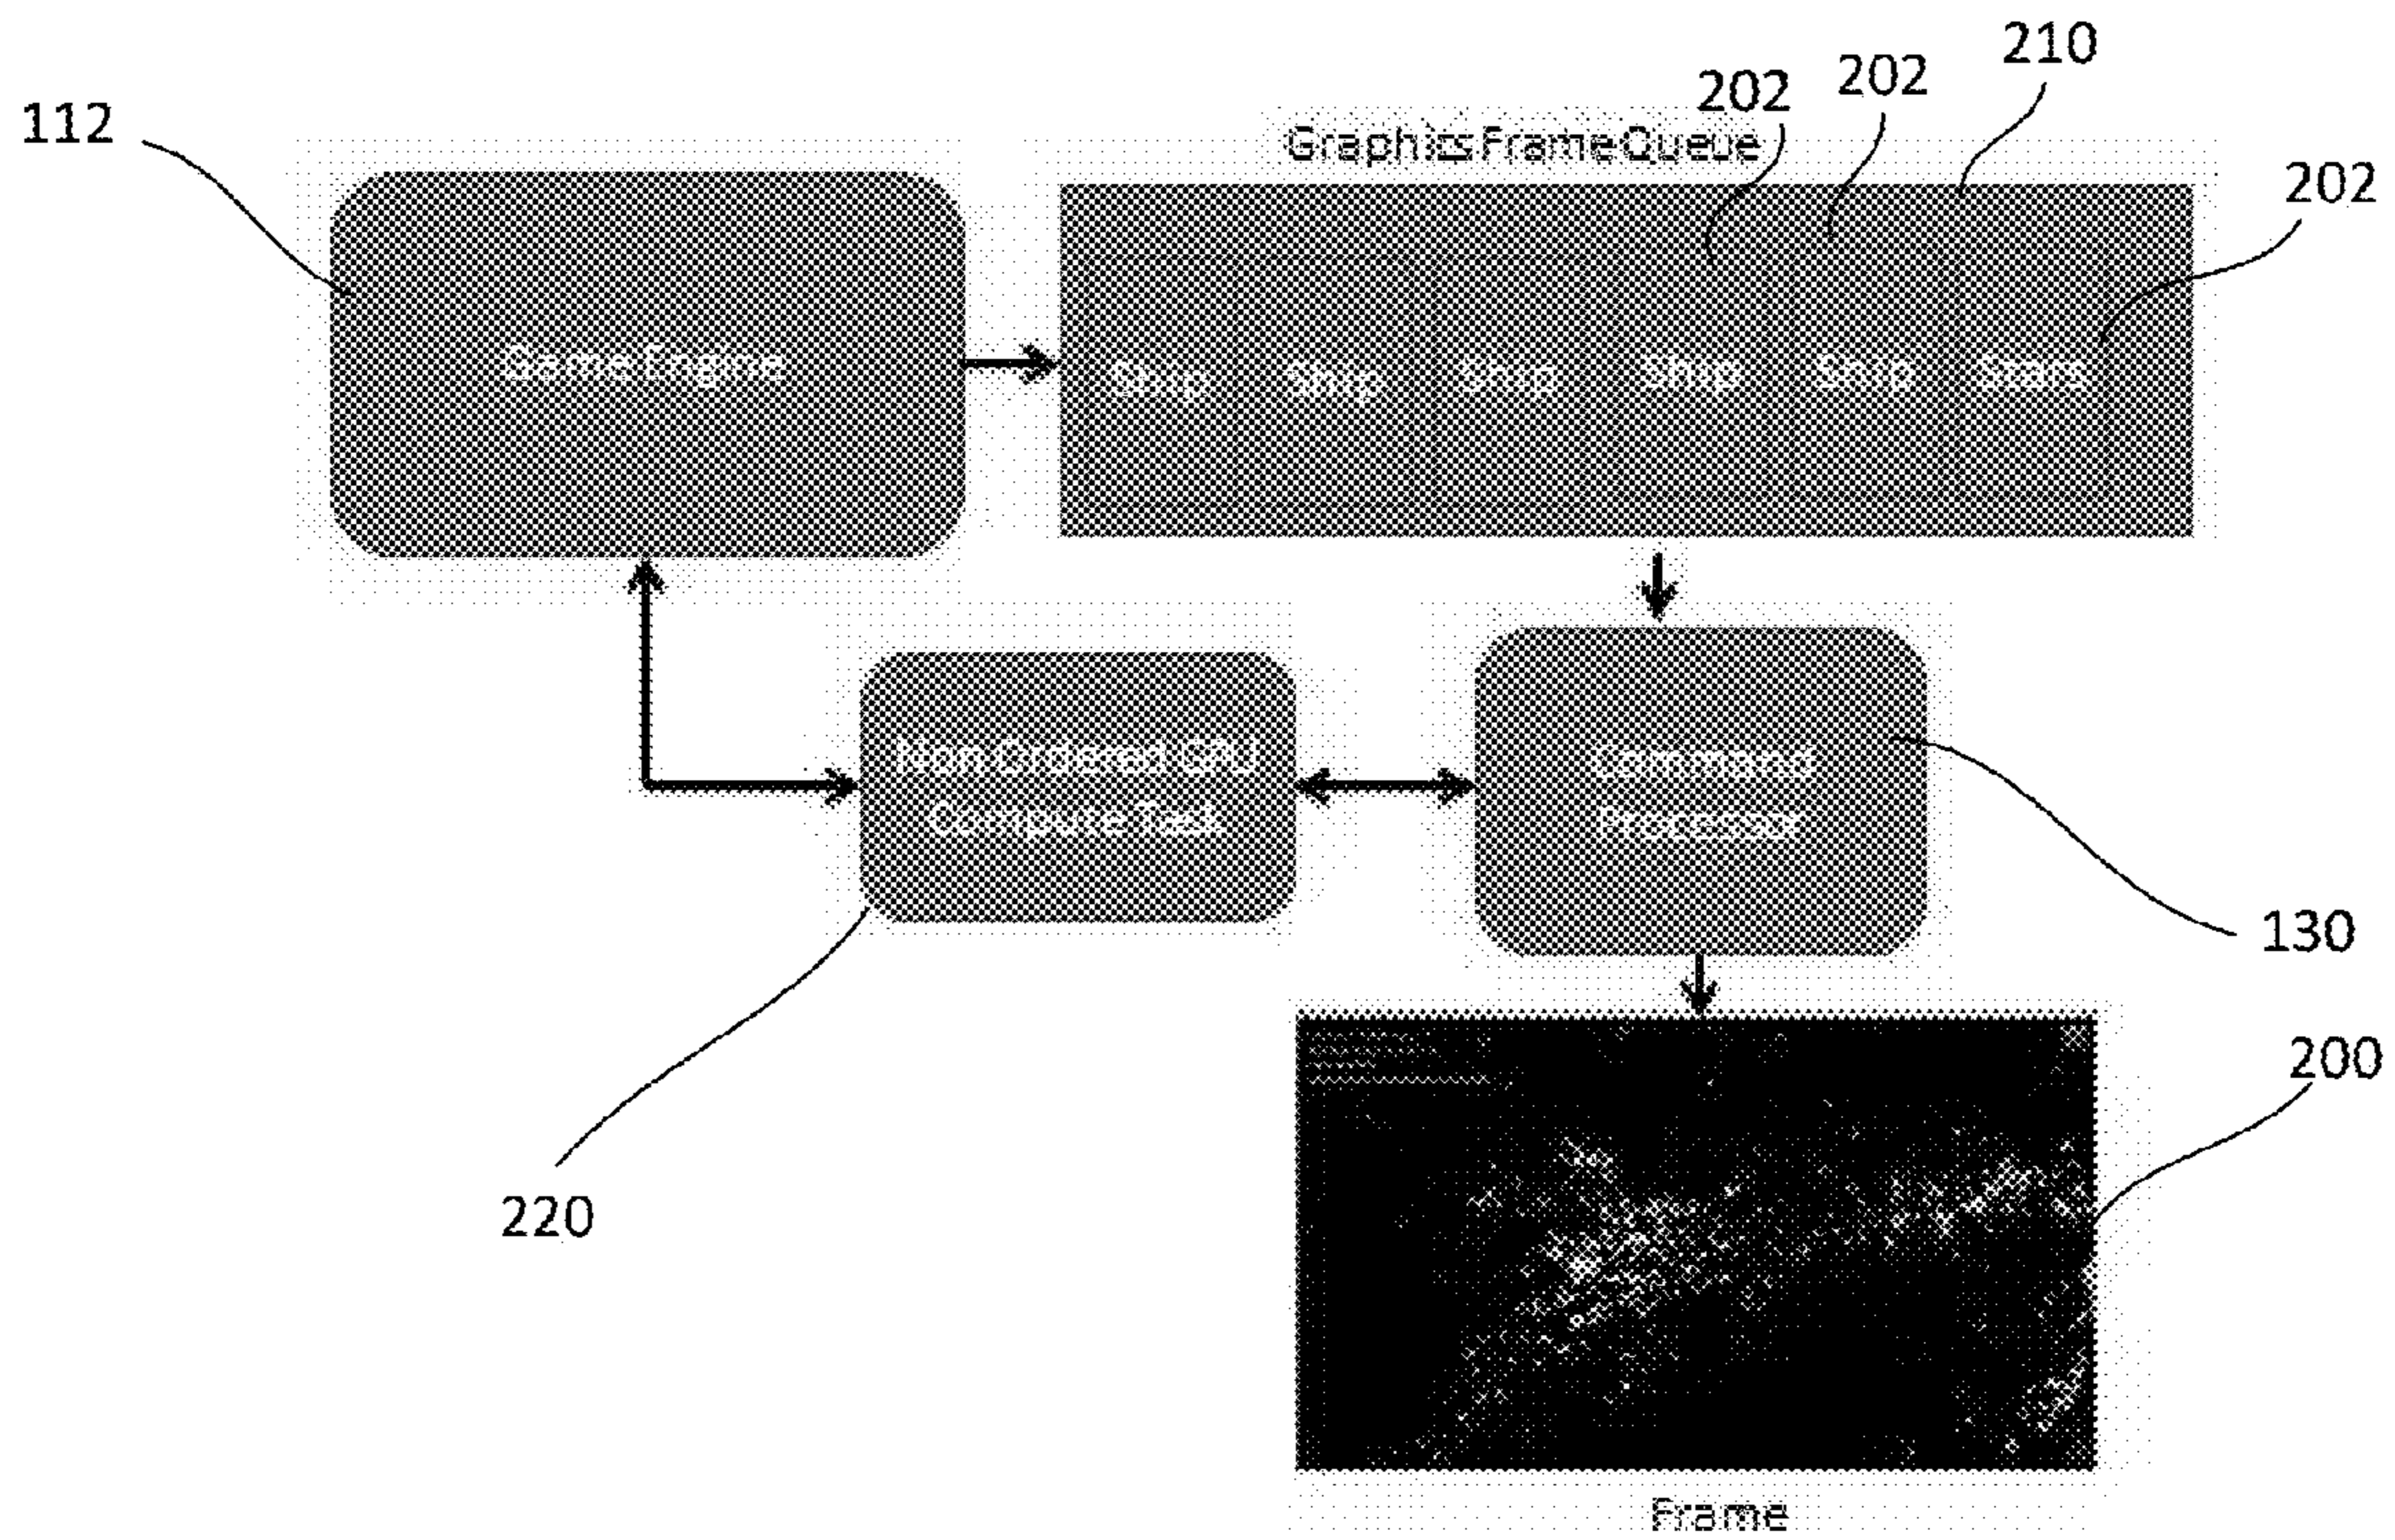 210
202
202
112
Graphics Frame Queue
202
Game Engine
Ship Ship Ship Ship Ship Stars
Non Ordered GPU
Compute Task
Command
Processor
130
200
220
Frame